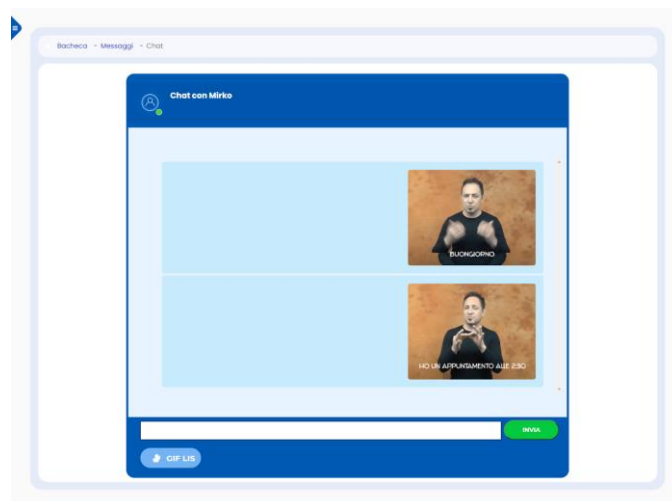 Bacheca - Messaggi - Chat
Chat con Mirko
BUONGIORNO
HO UN APPUNTAMENTO ALLE 2:30
INVIA
GIF LIS